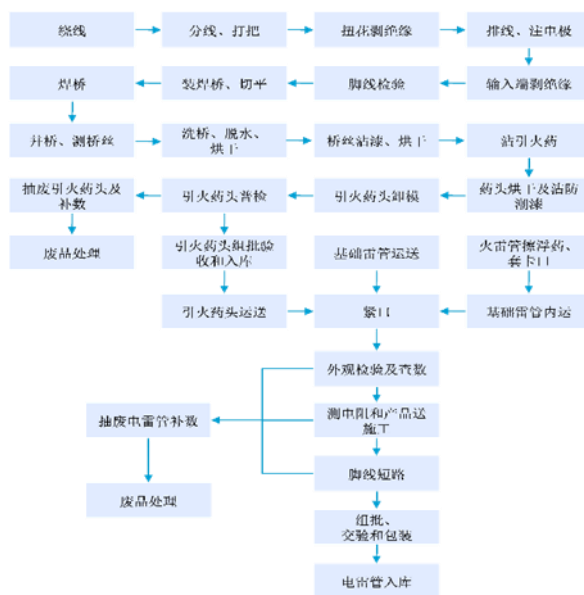 绕线
分线、打把
扭花剥绝缘
排线、注电极
焊桥
装焊桥、切平
脚线检验
输入端剥绝缘
井桥、测桥丝
洗桥、脱水、
烘干
桥丝沾漆、烘干
沾引火药
抽废引火药头及
补数
引火药头普检
引火药头卸模
药头烘干及沾防
潮漆
废品处理
引火药头组批验
收和入库
基础雷管运送
火雷管擦浮药、
套卡口
引火药头运送
紧口
基础雷管内运
外观检验及查数
抽废电雷管补数
测电阻和产品送
施工
废品处理
脚线短路
组批、
交验和包装
电雷管入库